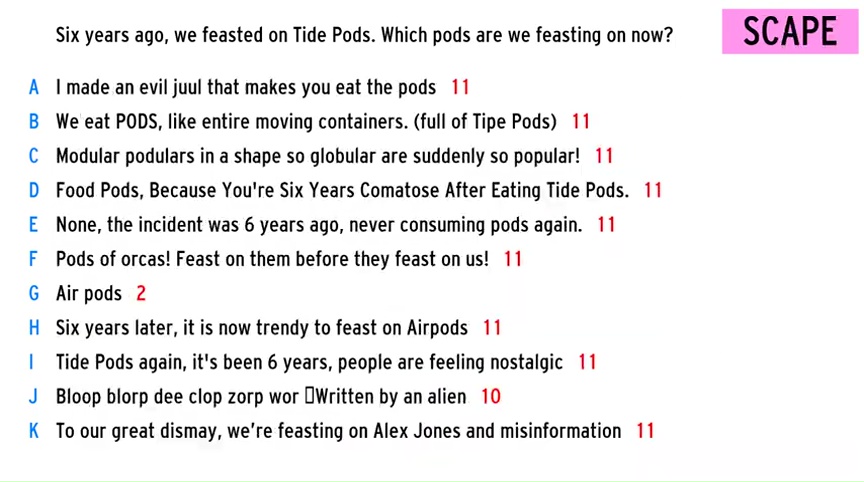 Six years ago, we feasted on Tide Pods. Which pods are we feasting on now?
SCAPE
A I made an evil juul that makes you eat the pods 11
B We eat PODS, like entire moving containers. (full of Tipe Pods) 11
C Modular podulars in a shape so globular are suddenly so popular! 11
D Food Pods, Because You're Six Years Comatose After Eating Tide Pods. 11
E None, the incident was 6 years ago, never consuming pods again. 11
F Pods of orcas! Feast on them before they feast on us! 11
G Air pods 2
H Six years later, it is now trendy to feast on Airpods 11
I Tide Pods again, it's been 6 years, people are feeling nostalgic 11
J Bloop blorp dee clop zorp wor ▯Written by an alien 10
K To our great dismay, we’re feasting on Alex Jones and misinformation 11